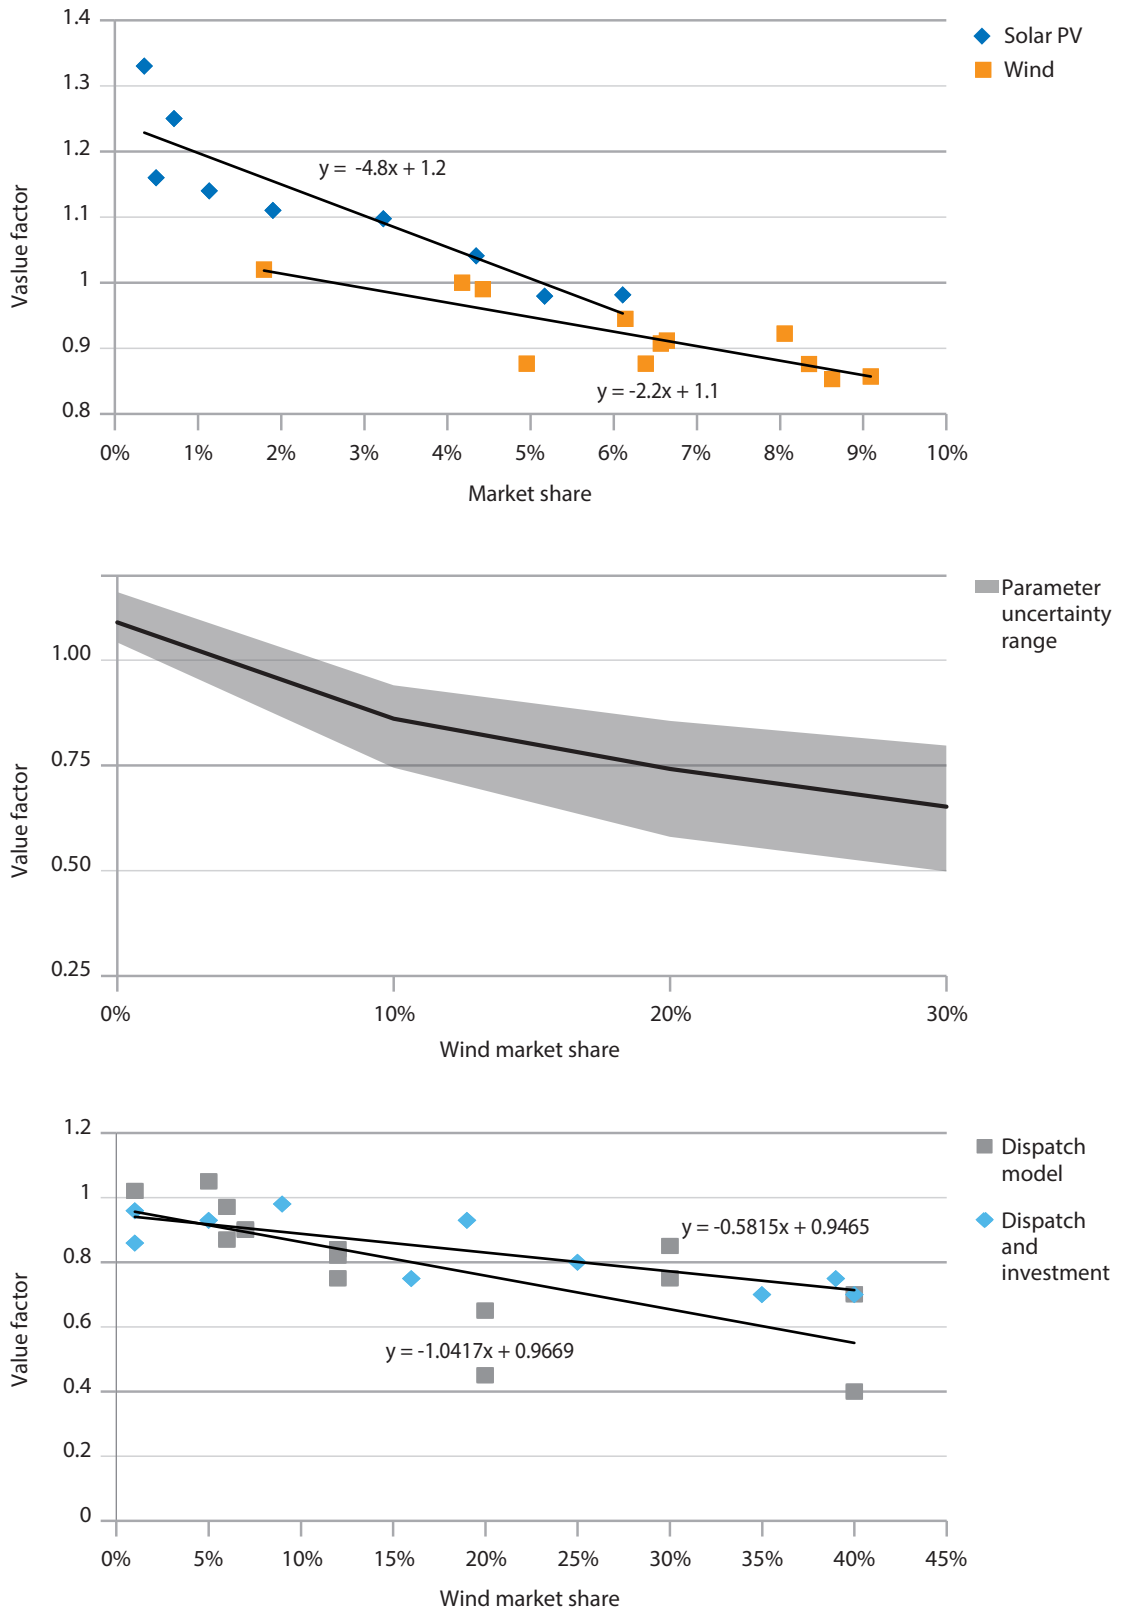 1.4
1.3
1.2
1.1
1
0.9
0.8
Vaslue factor
0% 1% 2% 3% 4% 5% 6% 7% 8% 9% 10%
Market share
y = -4.8x + 1.2
y = -2.2x + 1.1
Solar PV
Wind
1.00
0.75
0.50
0.25
Value factor
0% 10% 20% 30%
Wind market share
Parameter
uncertainty
range
1.2
1
0.8
0.6
0.4
0.2
0
Value factor
0% 5% 10% 15% 20% 25% 30% 35% 40% 45%
Wind market share
y = -0.5815x + 0.9465
y = -1.0417x + 0.9669
Dispatch
model
Dispatch
and
investment